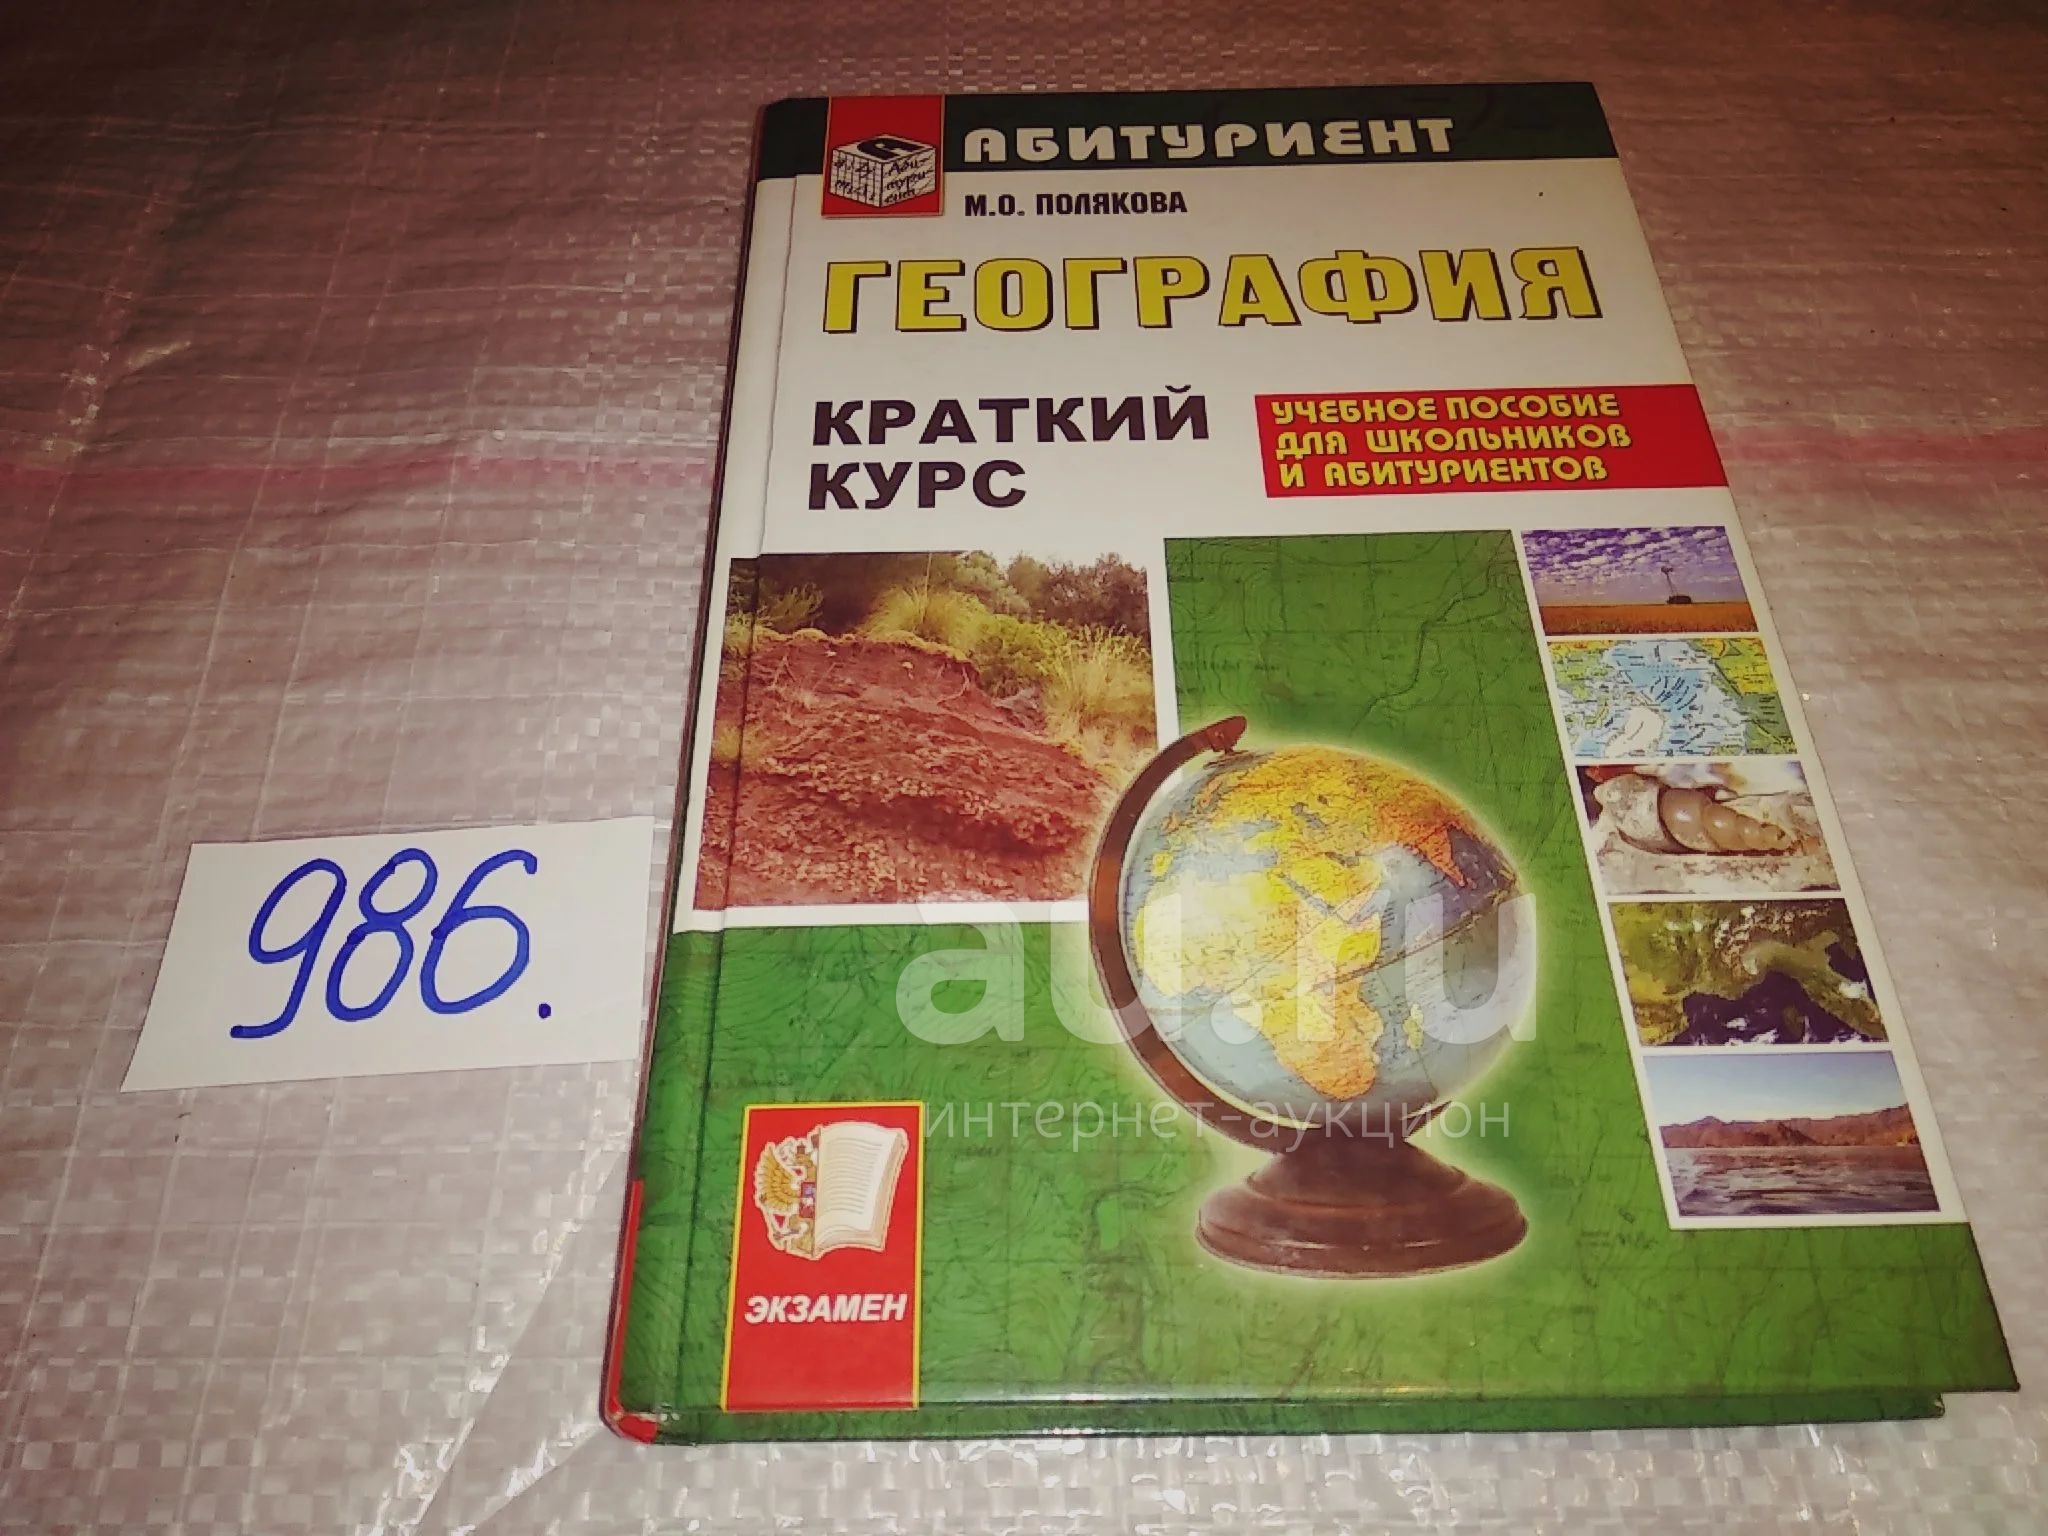 АБИТУРИЕНТ
М.О. ПОЛЯКОВА
ГЕОГРАФИЯ
КРАТКИЙ
КУРС
УЧЕБНОЕ ПОСОБИЕ
ДЛЯ ШКОЛЬНИКОВ
И АБИТУРИЕНТОВ
986.
au.ru
интернет-аукцион
ЭКЗАМЕН